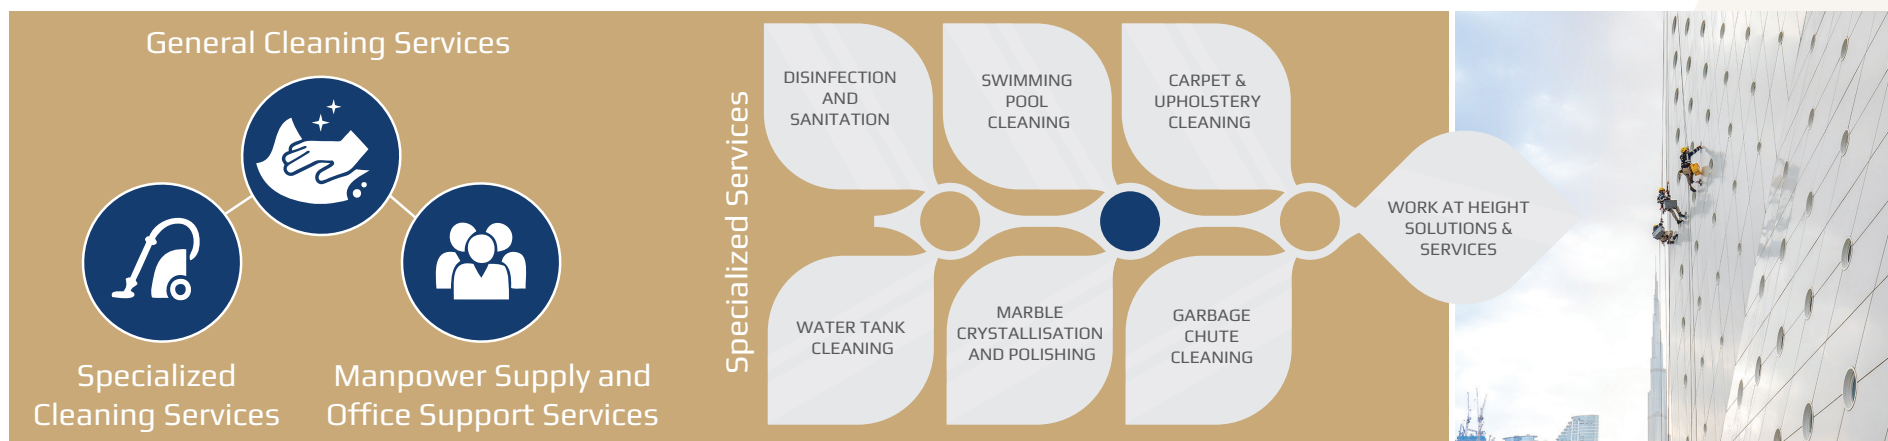 General Cleaning Services
Specialized
Cleaning Services
Manpower Supply and
Office Support Services
Specialized Services
DISINFECTION
AND
SANITATION
SWIMMING
POOL
CLEANING
CARPET &
UPHOLSTERY
CLEANING
WATER TANK
CLEANING
MARBLE
CRYSTALLISATION
AND POLISHING
GARBAGE
CHUTE
CLEANING
WORK AT HEIGHT
SOLUTIONS &
SERVICES